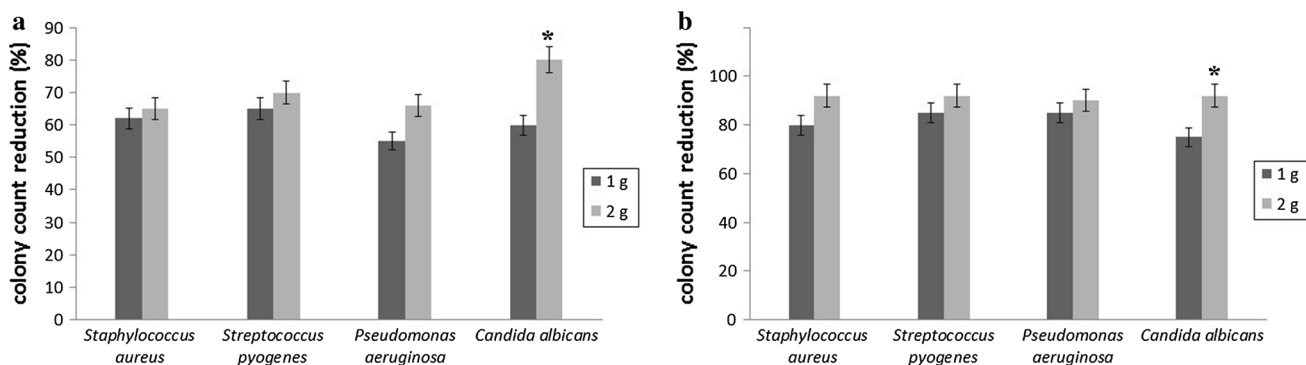 a
colony count reduction (%)
90
80
70
60
50
40
30
20
10
0
*
Staphylococcus
aureus
Streptococcus
pyogenes
Pseudomonas
aeruginosa
Candida albicans
1 g
2 g
b
colony count reduction (%)
100
80
60
40
20
0
*
Staphylococcus
aureus
Streptococcus
pyogenes
Pseudomonas
aeruginosa
Candida albicans
1 g
2 g